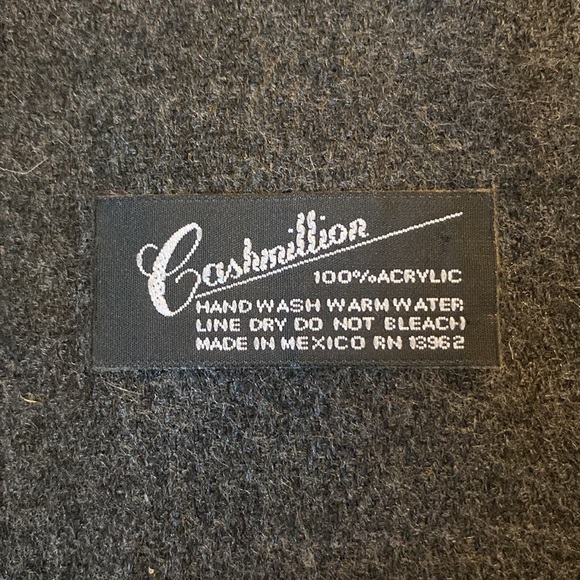 Cashmillion
100% ACRYLIC
HAND WASH WARM WATER
LINE DRY DO NOT BLEACH
MADE IN MEXICO RN 13962